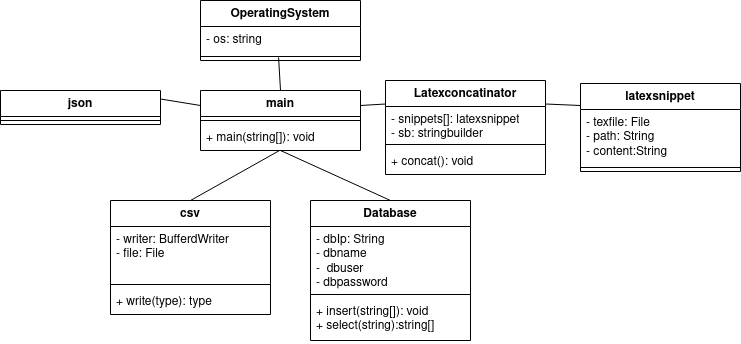 OperatingSystem
- os: string
json
main
+ main(string[]): void
Latexconcatinator
- snippets[]: latexsnippet
- sb: stringbuilder
+ concat(): void
latexsnippet
- texfile: File
- path: String
- content:String
csv
- writer: BufferdWriter
- file: File
+ write(type): type
Database
- dbIp: String
- dbname
- dbuser
- dbpassword
+ insert(string[]): void
+ select(string):string[]